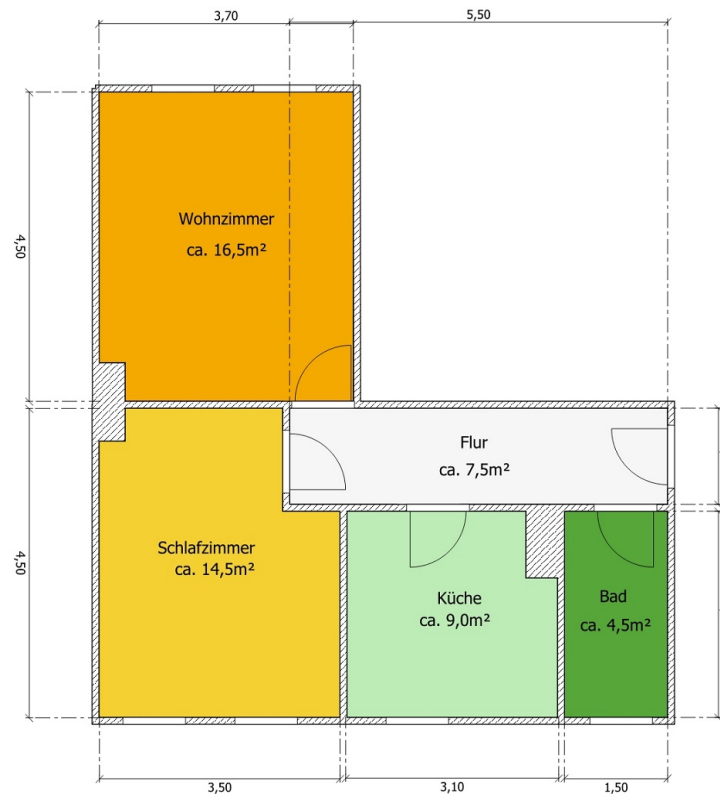 3,70
5,50
4,50
Wohnzimmer
ca. 16,5m²
Flur
ca. 7,5m²
4,50
Schlafzimmer
ca. 14,5m²
Küche
ca. 9,0m²
Bad
ca. 4,5m²
3,50
3,10
1,50